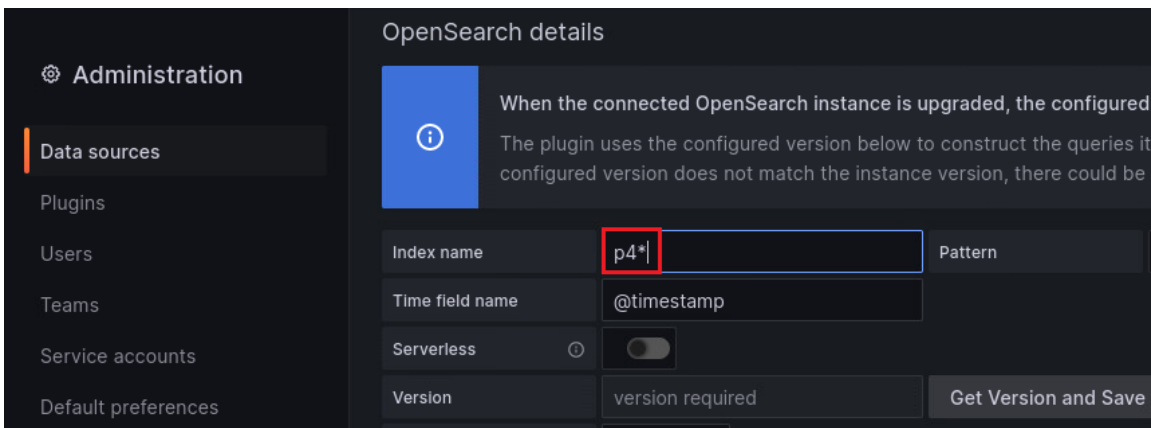 OpenSearch details
Administration
When the connected OpenSearch instance is upgraded, the configured
The plugin uses the configured version below to construct the queries it
configured version does not match the instance version, there could be
Data sources
Plugins
Users
Teams
Service accounts
Default preferences
Index name p4* Pattern
Time field name @timestamp
Serverless
Version version required Get Version and Save